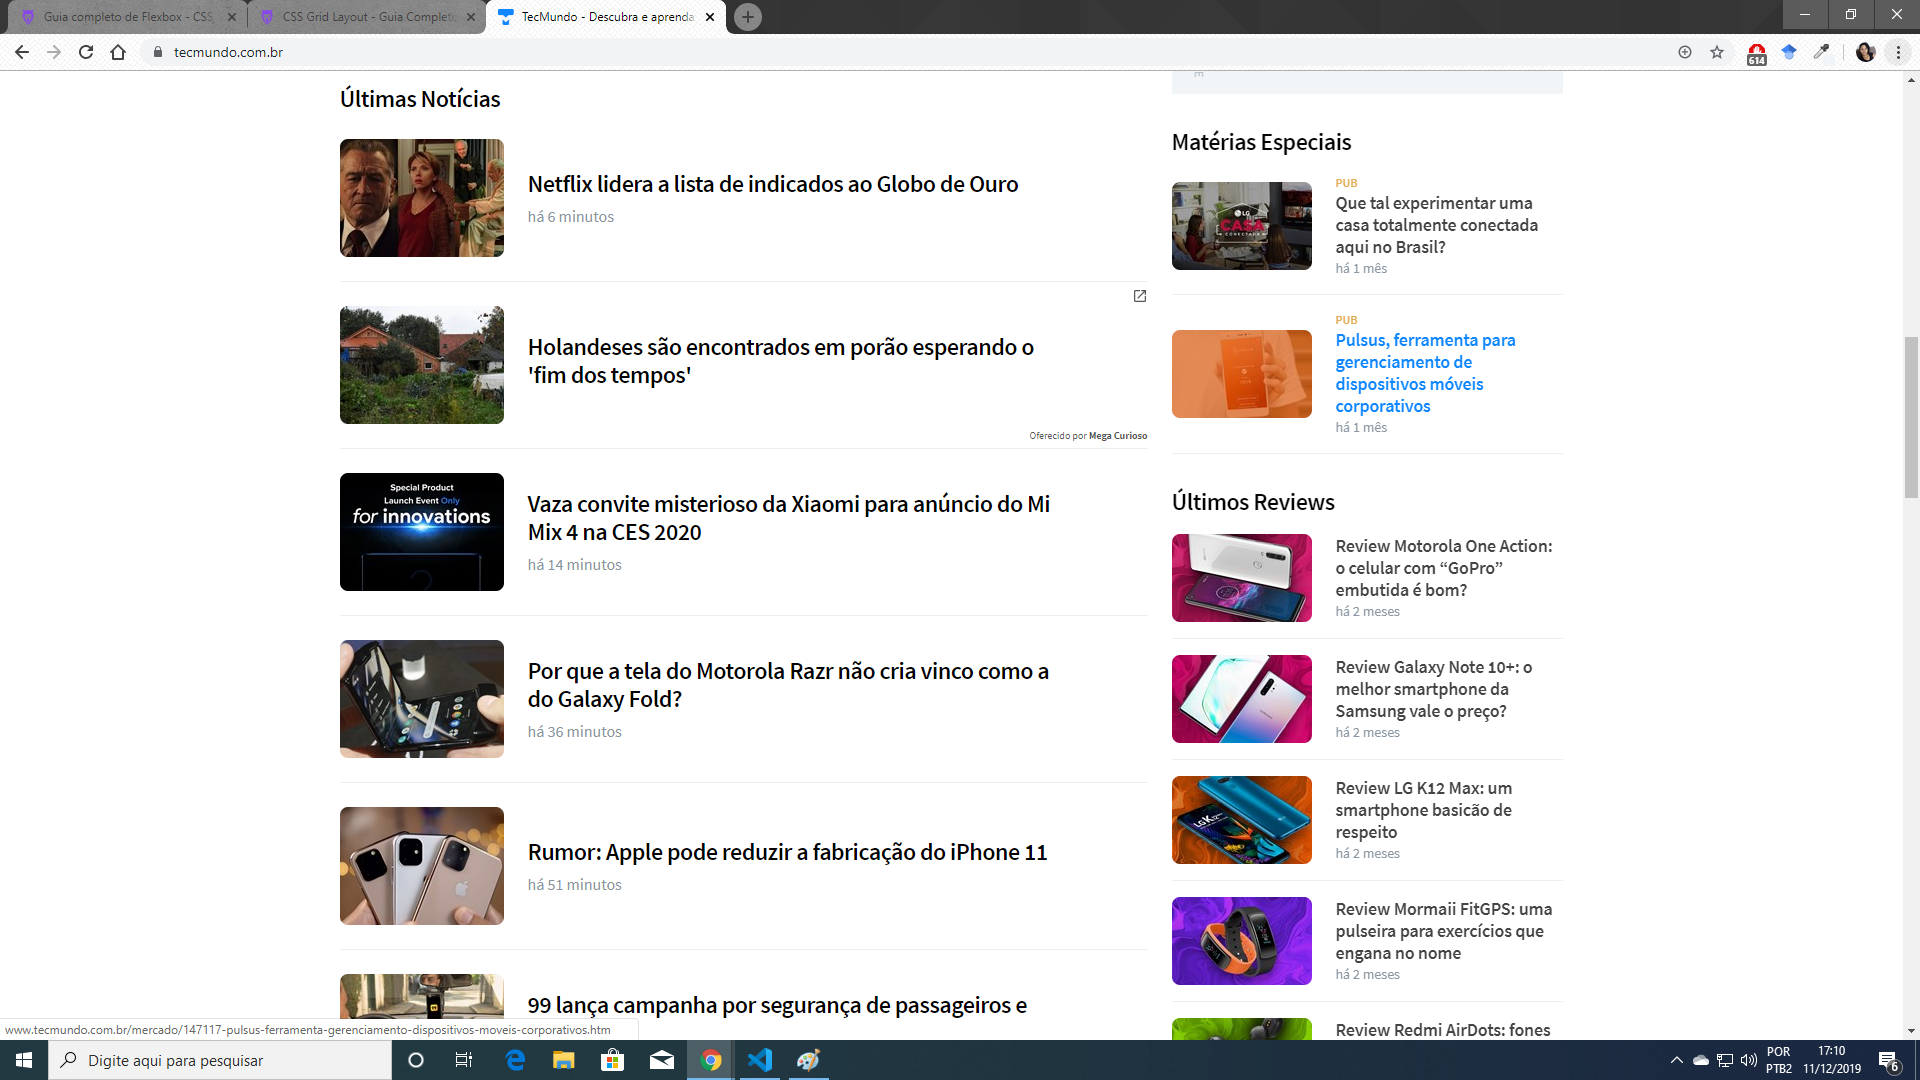 Guia completo de Flexbox - CSS
CSS Grid Layout - Guia Completo
TecMundo - Descubra e aprenda
tecmundo.com.br
614
Últimas Notícias
Netflix lidera a lista de indicados ao Globo de Ouro
há 6 minutos
Holandeses são encontrados em porão esperando o
'fim dos tempos'
Oferecido por Mega Curioso
Special Product
Launch Event Only
for innovations
Vaza convite misterioso da Xiaomi para anúncio do Mi
Mix 4 na CES 2020
há 14 minutos
Por que a tela do Motorola Razr não cria vinco como a
do Galaxy Fold?
há 36 minutos
Rumor: Apple pode reduzir a fabricação do iPhone 11
há 51 minutos
99 lança campanha por segurança de passageiros e
E
Matérias Especiais
LG
CASA
CONECTADA
PUB
Que tal experimentar uma
casa totalmente conectada
aqui no Brasil?
há 1 mês
PUB
Pulsus, ferramenta para
gerenciamento de
dispositivos móveis
corporativos
há 1 mês
Últimos Reviews
Review Motorola One Action:
o celular com “GoPro”
embutida é bom?
há 2 meses
Review Galaxy Note 10+: o
melhor smartphone da
Samsung vale o preço?
há 2 meses
LG K12
Review LG K12 Max: um
smartphone basicão de
respeito
há 2 meses
Review Mormaii FitGPS: uma
pulseira para exercícios que
engana no nome
há 2 meses
Review Redmi AirDots: fones
www.tecmundo.com.br/mercado/147117-pulsus-ferramenta-gerenciamento-dispositivos-moveis-corporativos.htm
Digite aqui para pesquisar
POR
PTB2
17:10
11/12/2019
6